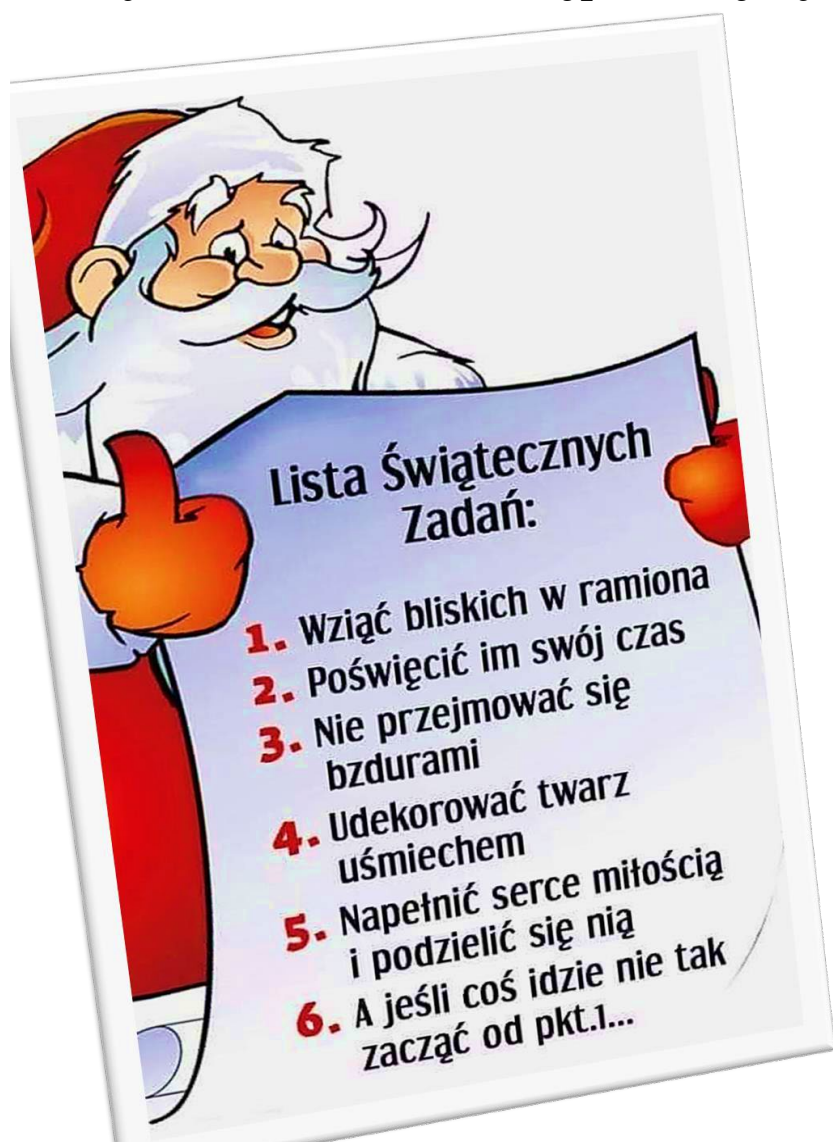 Lista Świątecznych
Zadań:
1. Wziąć bliskich w ramiona
2. Poświęcić im swój czas
3. Nie przejmować się
bzdurami
4. Udekorować twarz
uśmiechem
5. Napełnić serce miłością
i podzielić się nią
6. A jeśli coś idzie nie tak
zacząć od pkt.1...